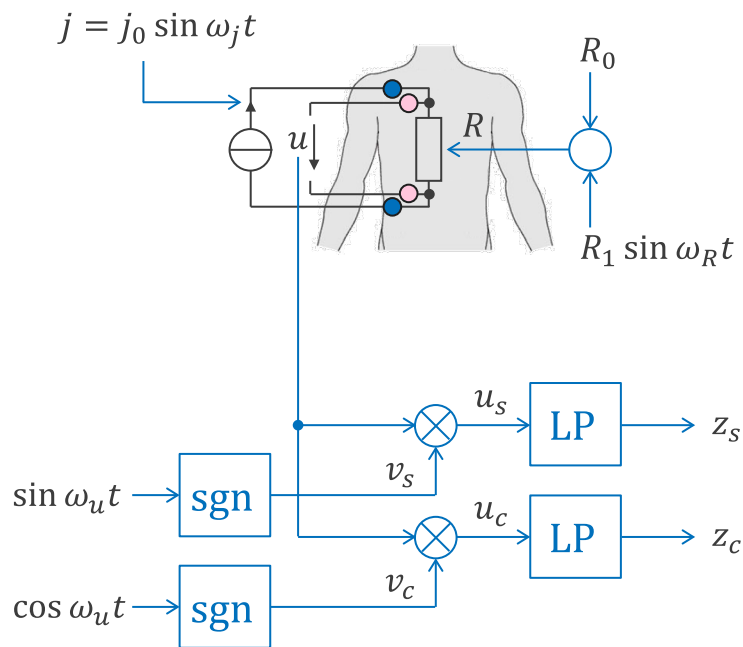 j = j₀ sin ωⱼt
R₀
u
R
R₁ sin ω_R t
u_s
LP
z_s
v_s
sin ω_u t
sgn
u_c
LP
z_c
v_c
cos ω_u t
sgn